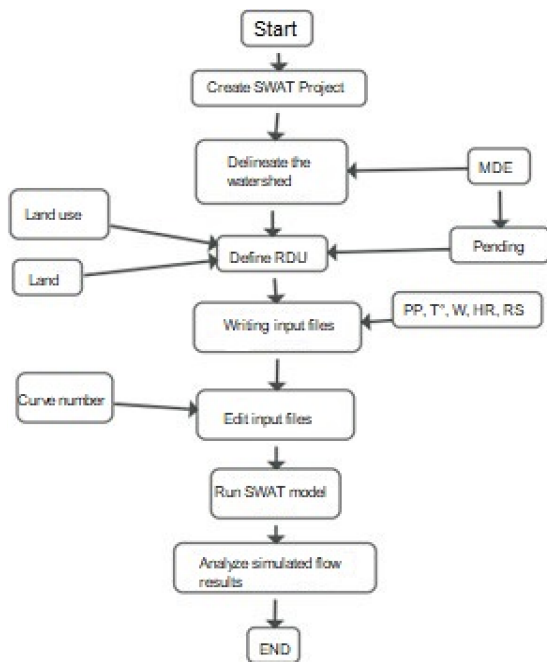 Start
Create SWAT Project
Delineate the
watershed
MDE
Land use
Pending
Define RDU
Land
PP, T°, W, HR, RS
Writing input files
Curve number
Edit input files
Run SWAT model
Analyze simulated flow
results
END